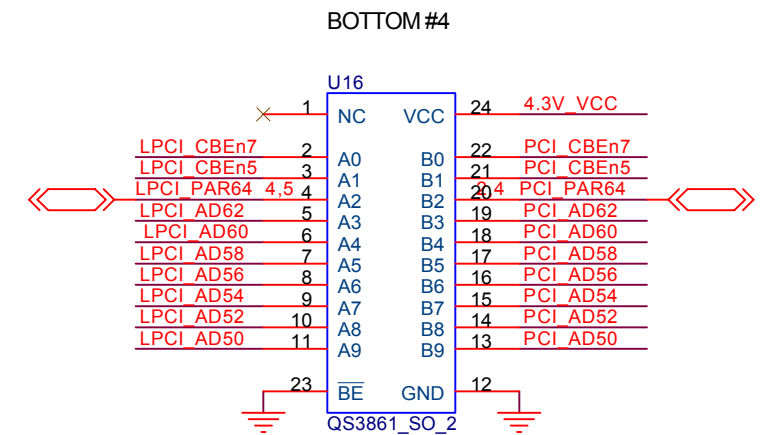 BOTTOM #4
U16
1 NC VCC 24 4.3V_VCC
LPCI_CBEn7 2 A0 B0 22 PCI_CBEn7
LPCI_CBEn5 3 A1 B1 21 PCI_CBEn5
LPCI_PAR64 4,5 4 A2 B2 20 2,4 PCI_PAR64
LPCI_AD62 5 A3 B3 19 PCI_AD62
LPCI_AD60 6 A4 B4 18 PCI_AD60
LPCI_AD58 7 A5 B5 17 PCI_AD58
LPCI_AD56 8 A6 B6 16 PCI_AD56
LPCI_AD54 9 A7 B7 15 PCI_AD54
LPCI_AD52 10 A8 B8 14 PCI_AD52
LPCI_AD50 11 A9 B9 13 PCI_AD50
23 BE GND 12
QS3861_SO_2